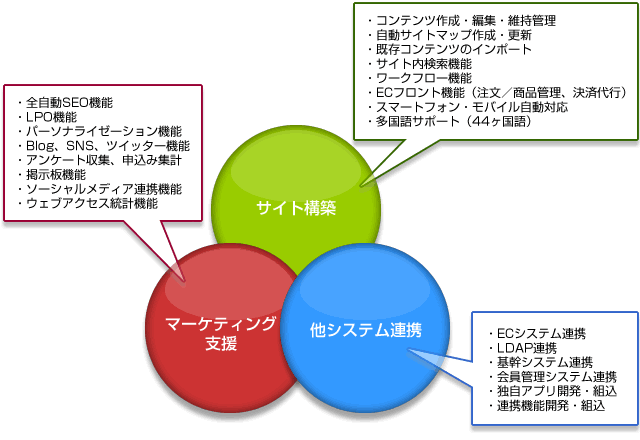 ・コンテンツ作成・編集・維持管理
・自動サイトマップ作成・更新
・既存コンテンツのインポート
・サイト内検索機能
・ワークフロー機能
・ECフロント機能（注文／商品管理、決済代行）
・スマートフォン・モバイル自動対応
・多国語サポート（44ヶ国語）
・全自動SEO機能
・LPO機能
・パーソナライゼーション機能
・Blog、SNS、ツイッター機能
・アンケート収集、申込み集計
・掲示板機能
・ソーシャルメディア連携機能
・ウェブアクセス統計機能
サイト構築
マーケティング
支援
他システム連携
・ECシステム連携
・LDAP連携
・基幹システム連携
・会員管理システム連携
・独自アプリ開発・組込
・連携機能開発・組込